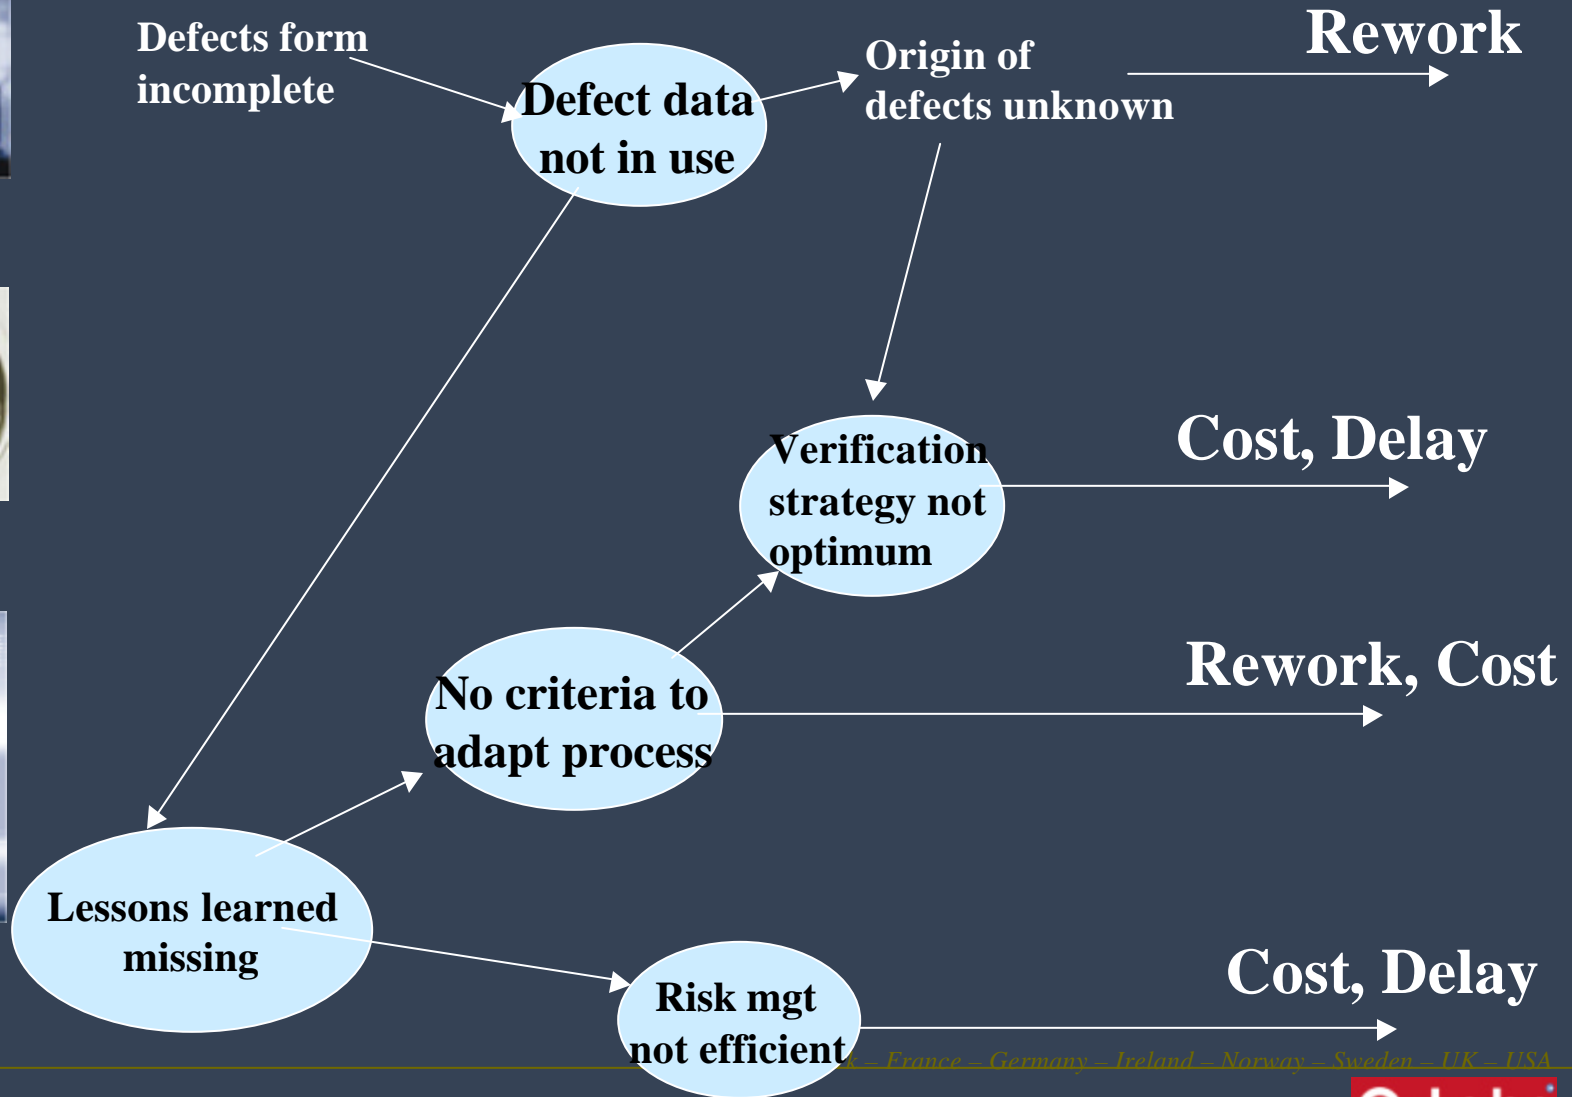 Defects form
incomplete
Defect data
not in use
Origin of
defects unknown
Rework
Verification
strategy not
optimum
Cost, Delay
No criteria to
adapt process
Rework, Cost
Lessons learned
missing
Risk mgt
not efficient
Cost, Delay
– France – Germany – Ireland – Norway – Sweden – UK – USA